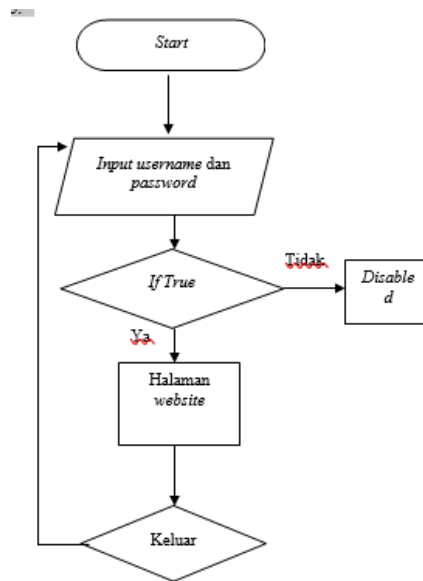 Start
Input username dan
password
If True
Tidak
Disable
d
Ya
Halaman
website
Keluar